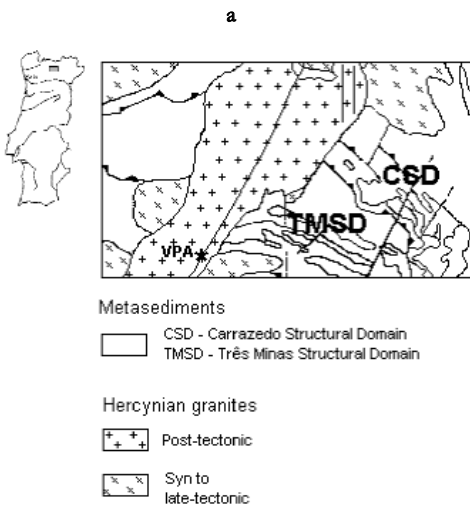 a
CSD
TMSD
VPA
Metasediments
CSD - Carrazedo Structural Domain
TMSD - Três Minas Structural Domain
Hercynian granites
Post-tectonic
Syn to
late-tectonic